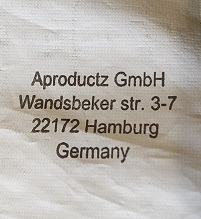 Aproductz GmbH
Wandsbeker str. 3-7
22172 Hamburg
Germany